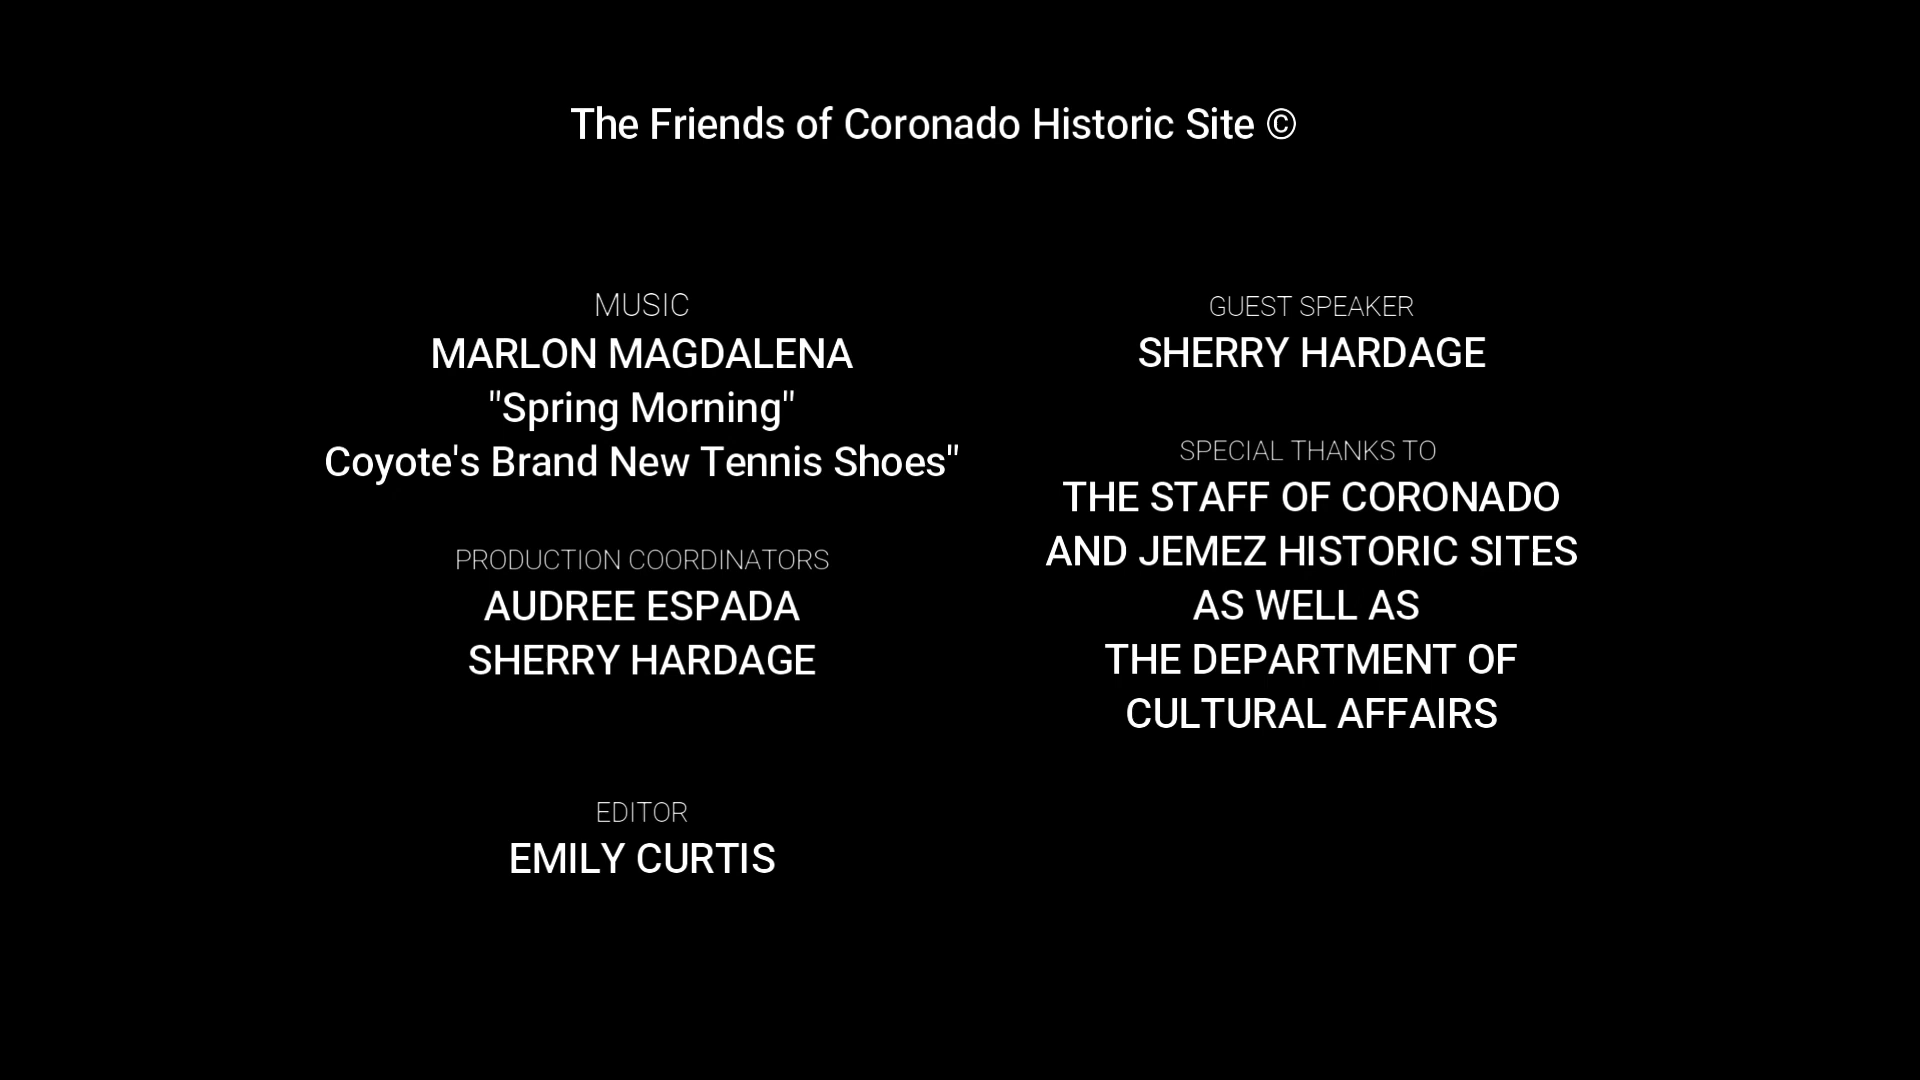 The Friends of Coronado Historic Site ©
MUSIC
MARLON MAGDALENA
"Spring Morning"
Coyote's Brand New Tennis Shoes"
PRODUCTION COORDINATORS
AUDREE ESPADA
SHERRY HARDAGE
EDITOR
EMILY CURTIS
GUEST SPEAKER
SHERRY HARDAGE
SPECIAL THANKS TO
THE STAFF OF CORONADO
AND JEMEZ HISTORIC SITES
AS WELL AS
THE DEPARTMENT OF
CULTURAL AFFAIRS